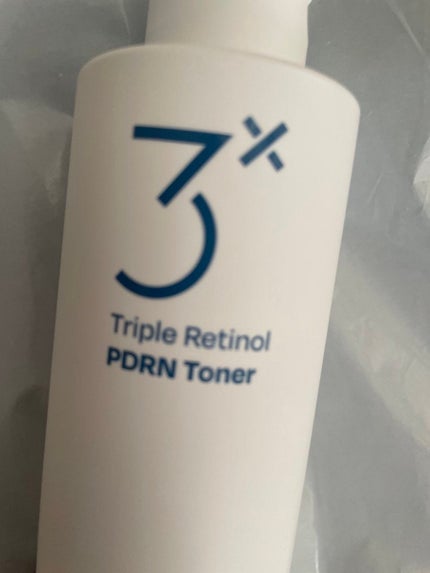 3x
Triple Retinol
PDRN Toner